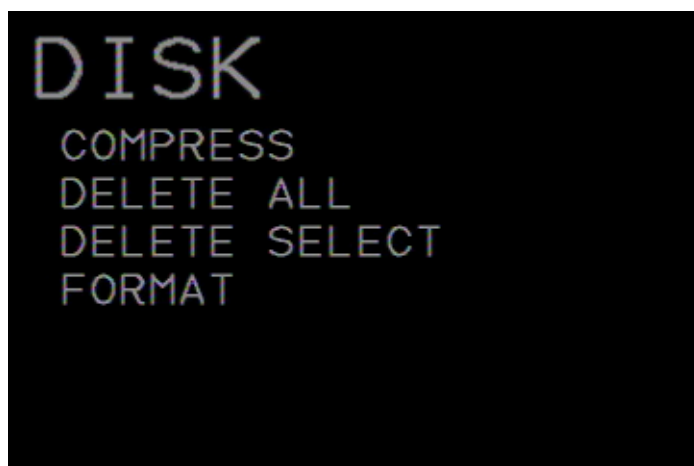 DISK
COMPRESS
DELETE ALL
DELETE SELECT
FORMAT